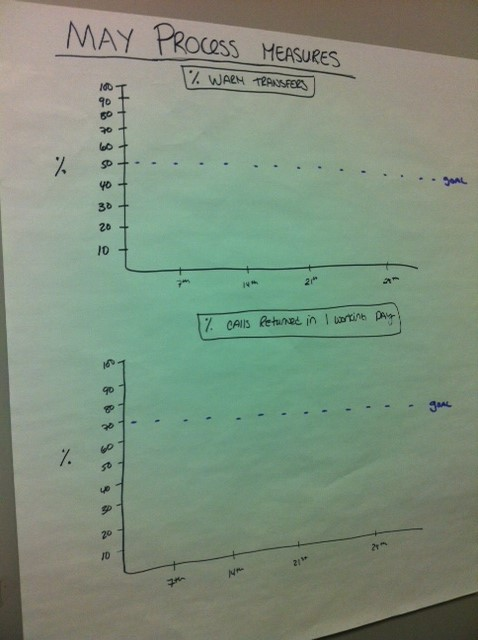 MAY PROCESS MEASURES
% WARM TRANSFERS
100
90
80
70
60
%
50
40
goal
30
20
10
7th
14th
21st
29th
% CALLS Returned in 1 working DAy
100
90
80
goal
70
60
50
%
40
30
20
10
7th
14th
21st
29th